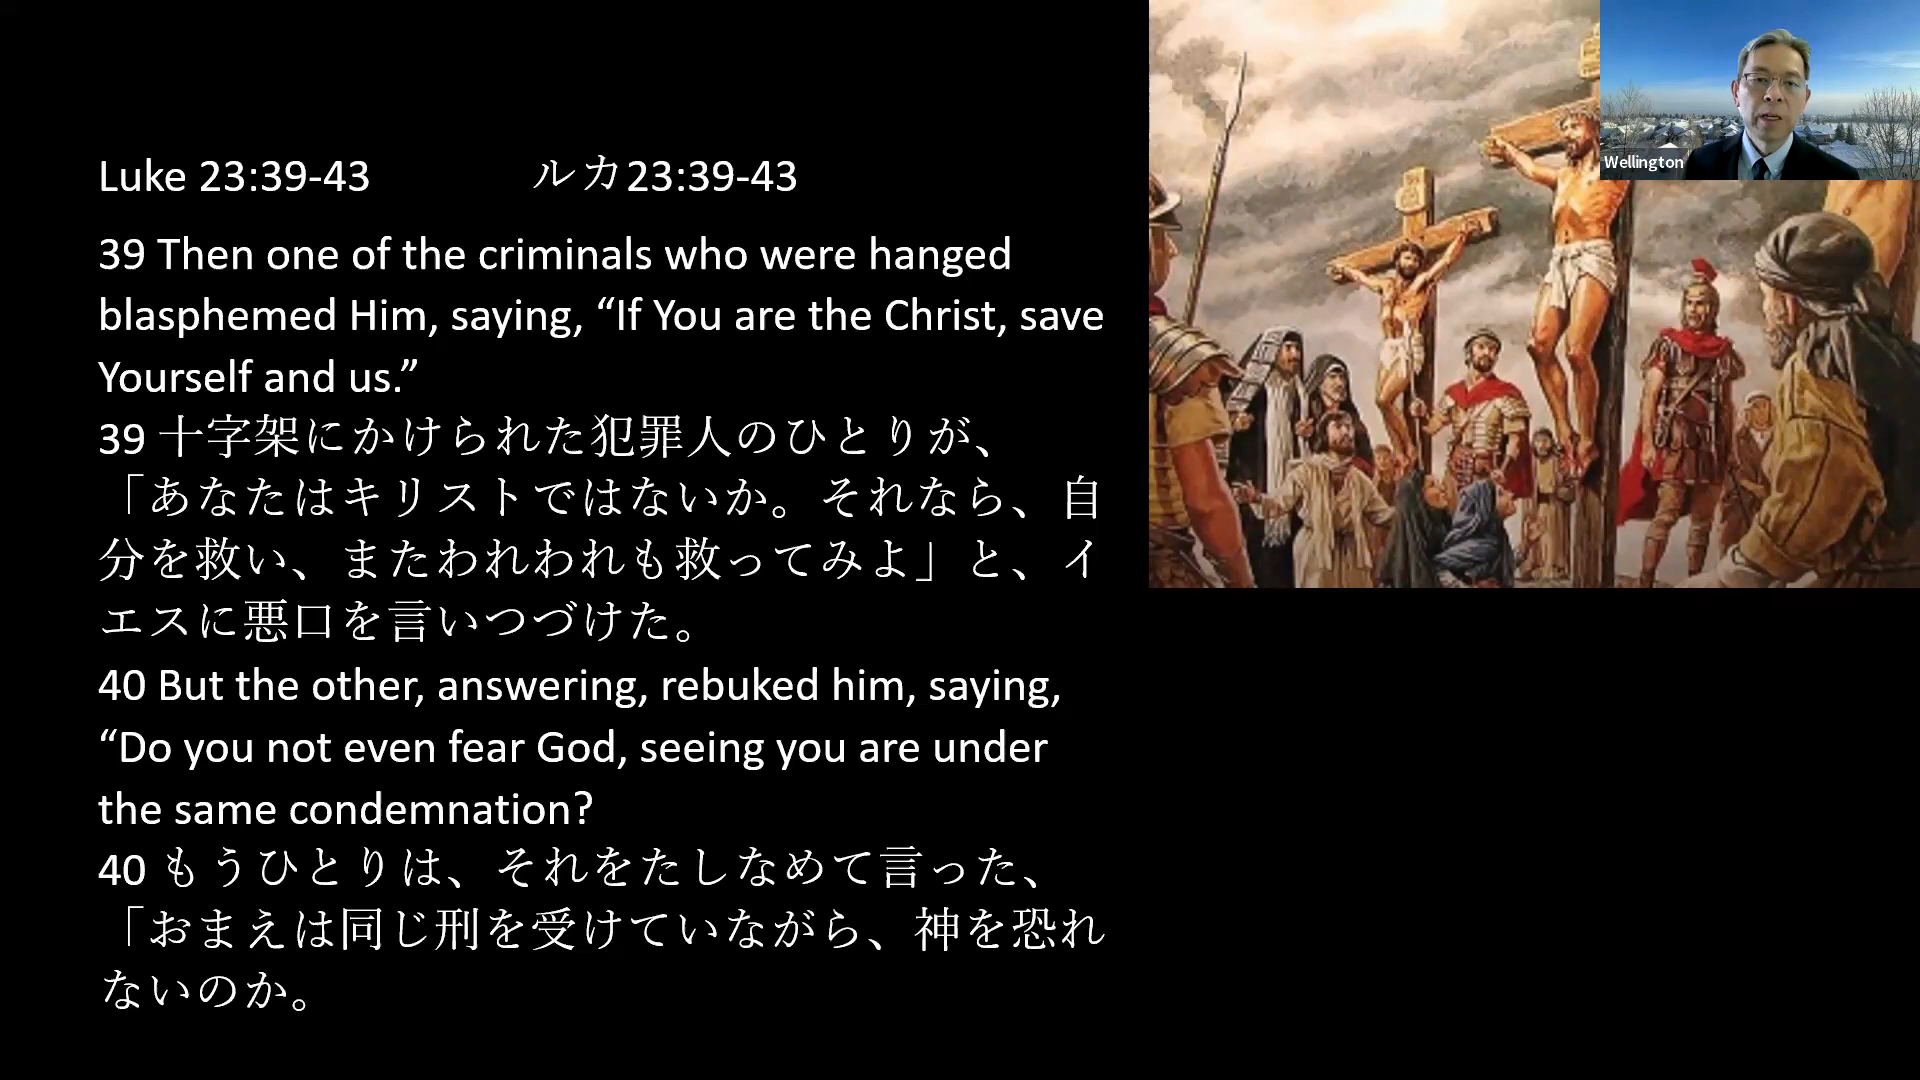 Luke 23:39-43 ルカ23:39-43
39 Then one of the criminals who were hanged
blasphemed Him, saying, “If You are the Christ, save
Yourself and us.”
39 十字架にかけられた犯罪人のひとりが、
「あなたはキリストではないか。それなら、自
分を救い、またわれわれも救ってみよ」と、イ
エスに悪口を言いつづけた。
40 But the other, answering, rebuked him, saying,
“Do you not even fear God, seeing you are under
the same condemnation?
40 もうひとりは、それをたしなめて言った、
「おまえは同じ刑を受けていながら、神を恐れ
ないのか。
Wellington